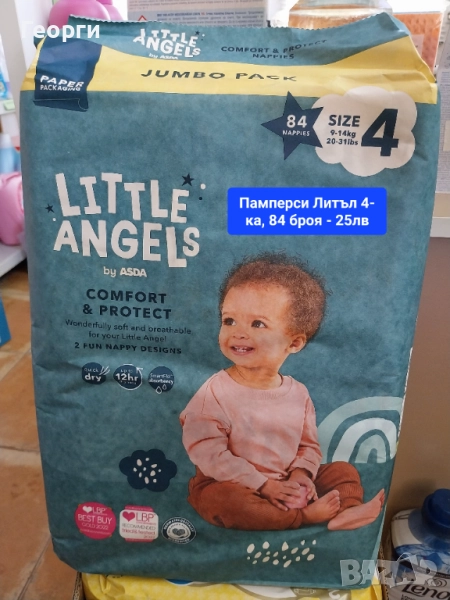 еорги
LITTLE
ANGELS
by ASDA
COMFORT & PROTECT
NAPPIES
JUMBO PACK
PAPER
PACKAGING
84
NAPPIES
SIZE 4
9-14kg
20-31lbs
Памперси Литъл 4-
ка, 84 броя - 25лв
LITTLE
ANGELS
by ASDA
COMFORT
& PROTECT
Wonderfully soft and breathable
for your Little Angel
2 FUN NAPPY DESIGNS
dry
12hr
LBP
BEST BUY
LBP
BAZAR
Lenor